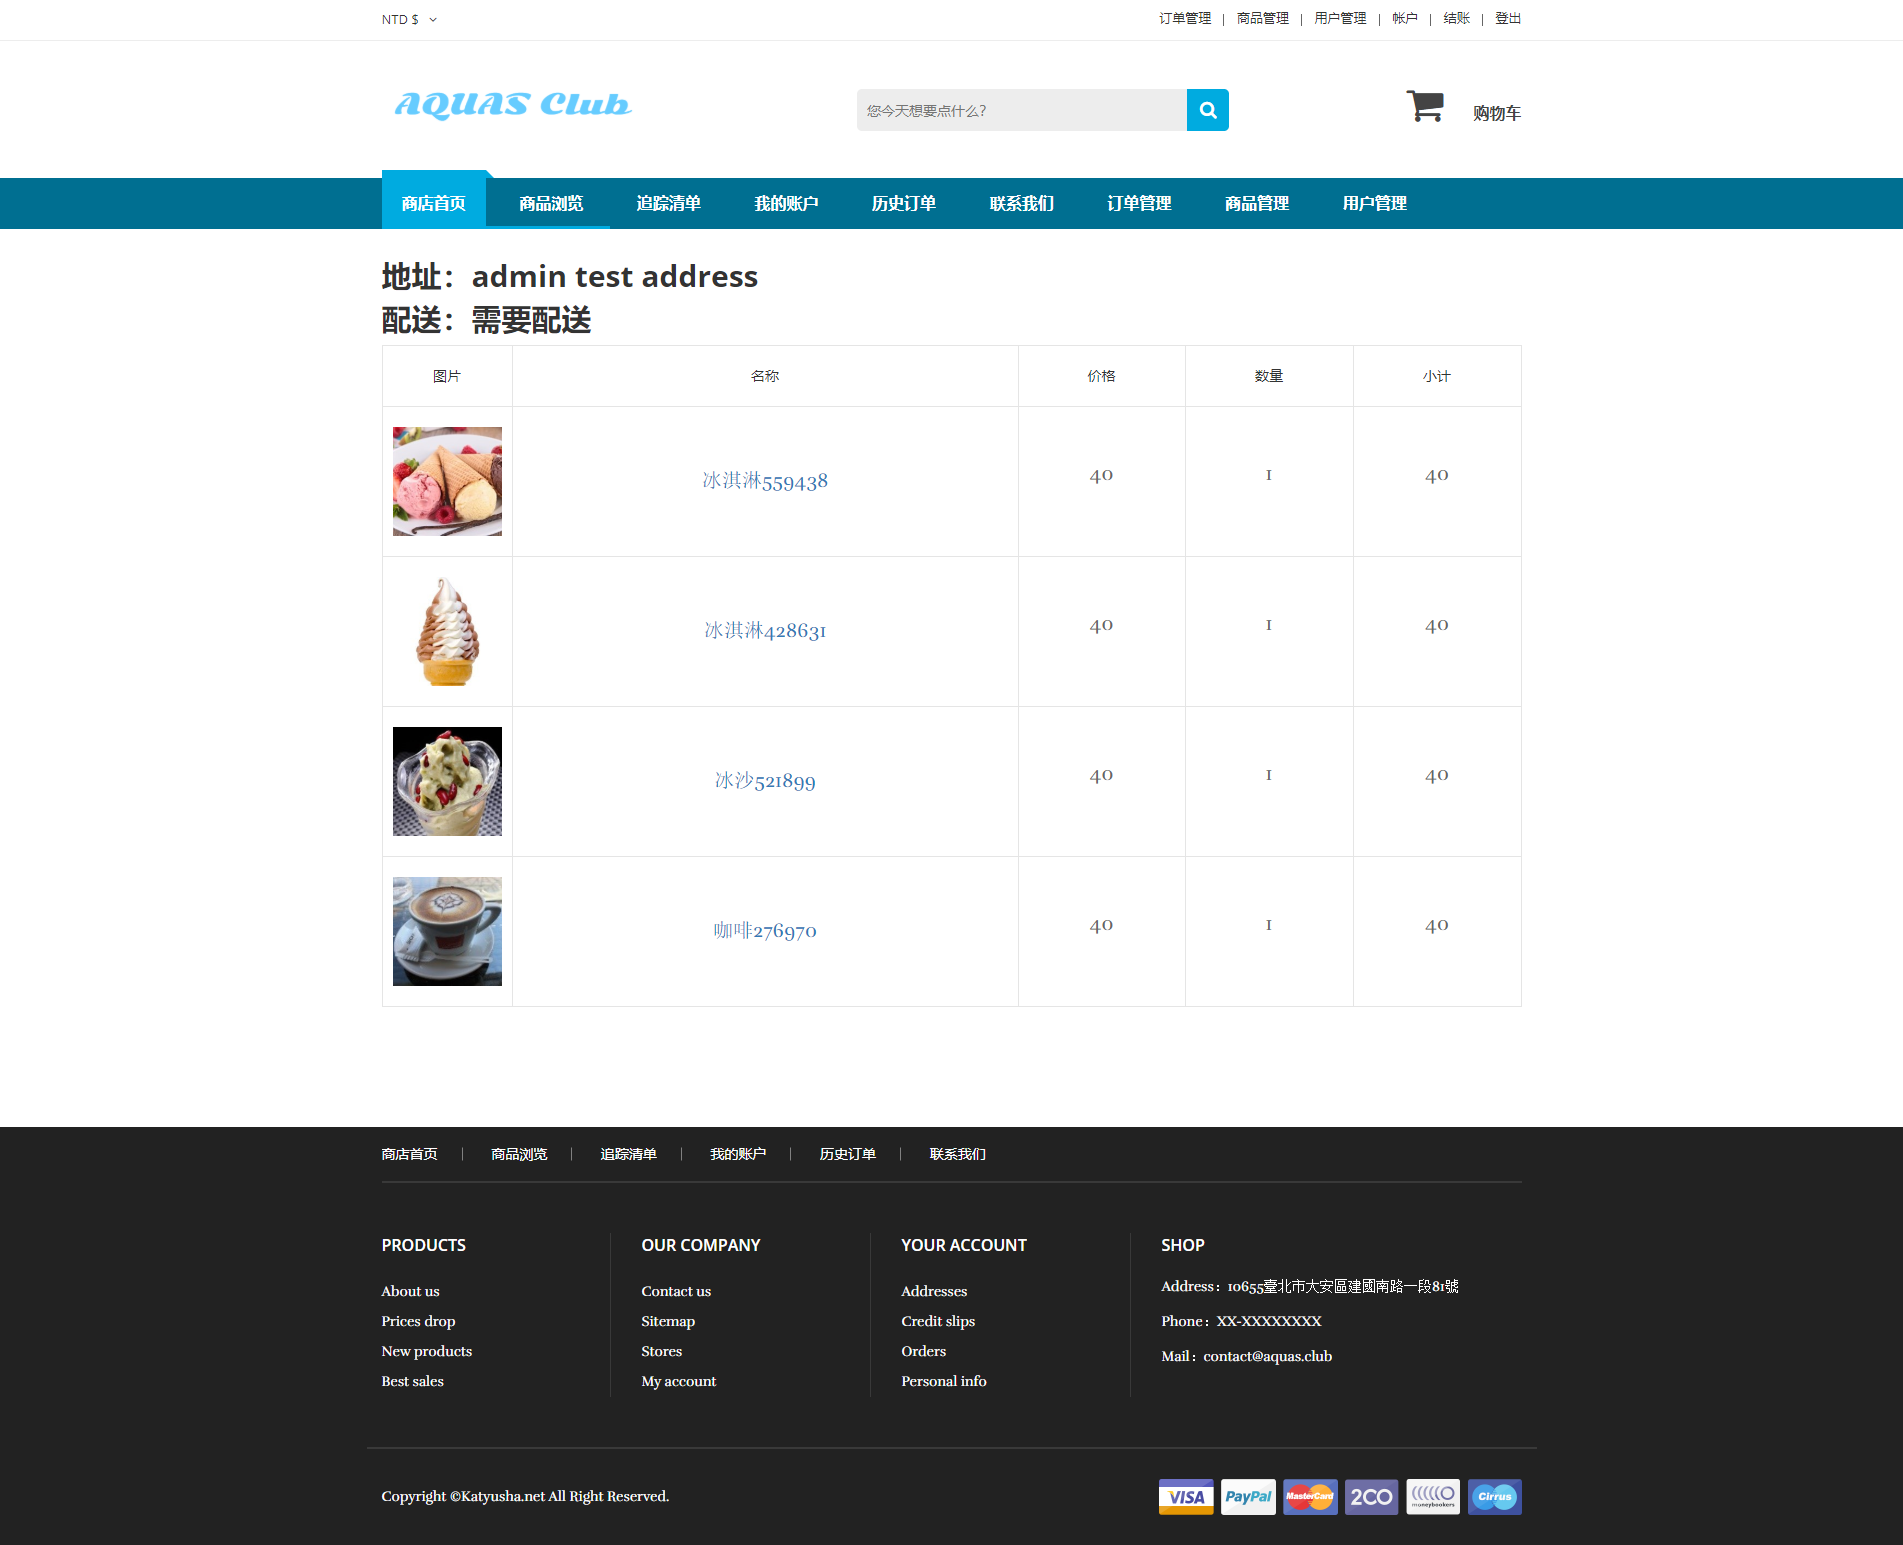 NTD $
订单管理 | 商品管理 | 用户管理 | 帐户 | 结账 | 登出
AQUAS Club
您今天想要点什么?
购物车
商店首页 商品浏览 追踪清单 我的账户 历史订单 联系我们 订单管理 商品管理 用户管理
地址：admin test address
配送：需要配送
图片 名称 价格 数量 小计
冰淇淋559438 40 1 40
冰淇淋428631 40 1 40
冰沙521899 40 1 40
咖啡276970 40 1 40
商店首页 | 商品浏览 | 追踪清单 | 我的账户 | 历史订单 | 联系我们
PRODUCTS
About us
Prices drop
New products
Best sales
OUR COMPANY
Contact us
Sitemap
Stores
My account
YOUR ACCOUNT
Addresses
Credit slips
Orders
Personal info
SHOP
Address：10655臺北市大安區建國南路一段81號
Phone：XX-XXXXXXXX
Mail：contact@aquas.club
Copyright ©Katyusha.net All Right Reserved.
VISA PayPal MasterCard 2CO moneybookers Cirrus